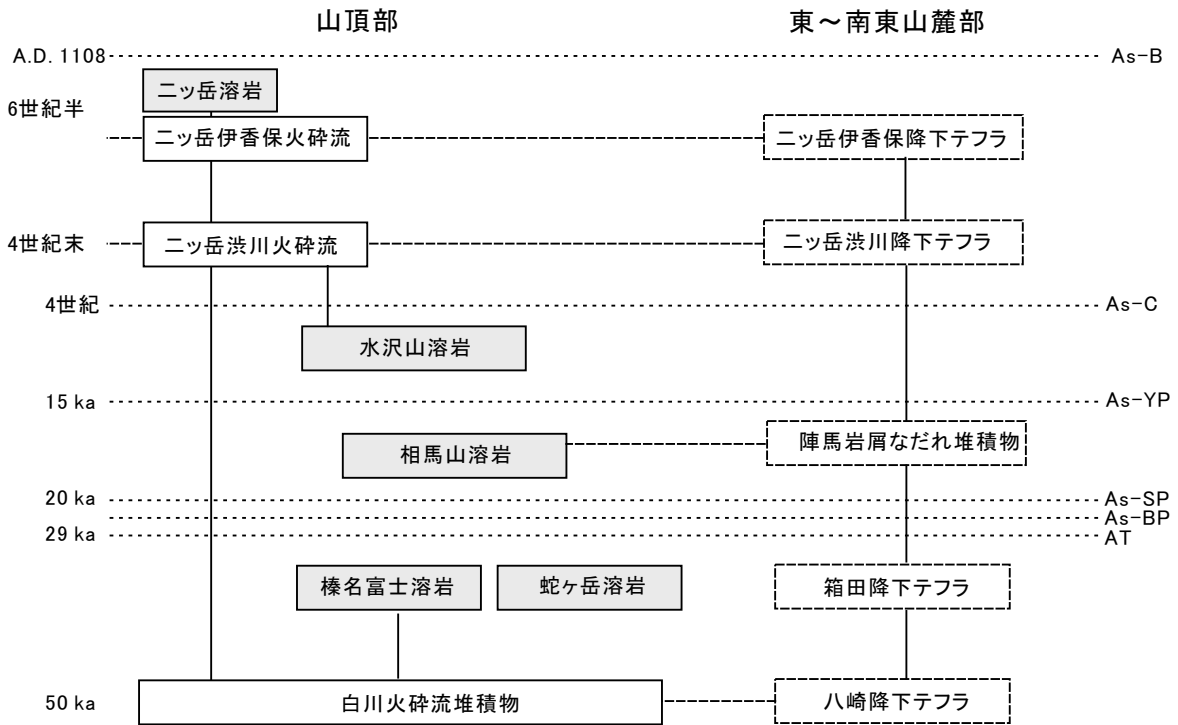 山頂部 東～南東山麓部
A.D. 1108 As-B
二ッ岳溶岩
6世紀半
二ッ岳伊香保火砕流 二ッ岳伊香保降下テフラ
4世紀末 二ッ岳渋川火砕流 二ッ岳渋川降下テフラ
4世紀 As-C
水沢山溶岩
15 ka As-YP
相馬山溶岩 陣馬岩屑なだれ堆積物
20 ka As-SP
As-BP
29 ka AT
榛名富士溶岩 蛇ヶ岳溶岩 箱田降下テフラ
50 ka 白川火砕流堆積物 八崎降下テフラ